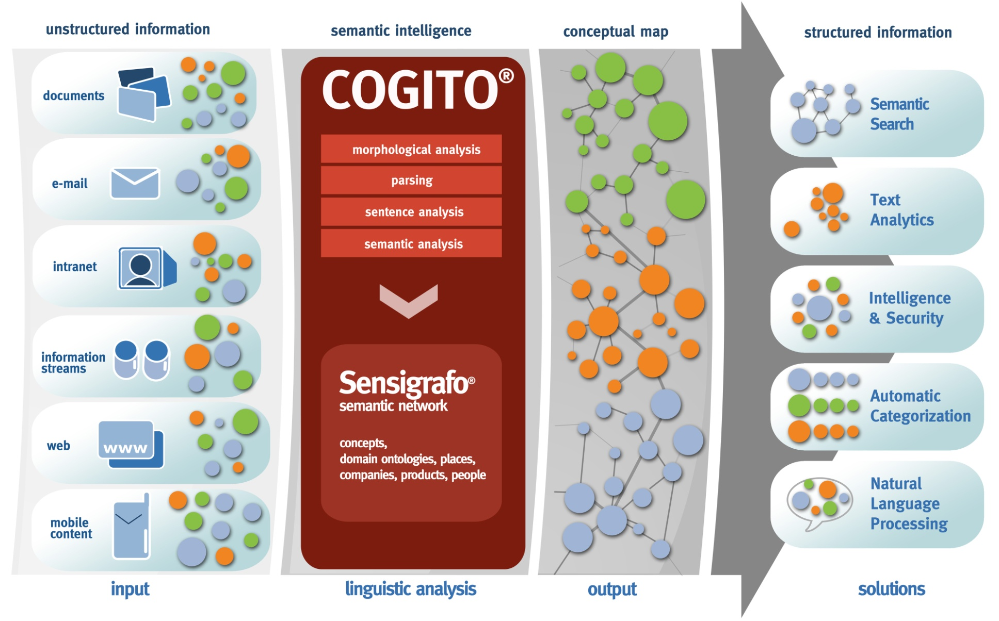 unstructured information
semantic intelligence
conceptual map
structured information
documents
e-mail
intranet
information
streams
web
www
mobile
content
COGITO®
morphological analysis
parsing
sentence analysis
semantic analysis
Sensigrafo®
semantic network
concepts,
domain ontologies, places,
companies, products, people
Semantic
Search
Text
Analytics
Intelligence
& Security
Automatic
Categorization
Natural
Language
Processing
input
linguistic analysis
output
solutions